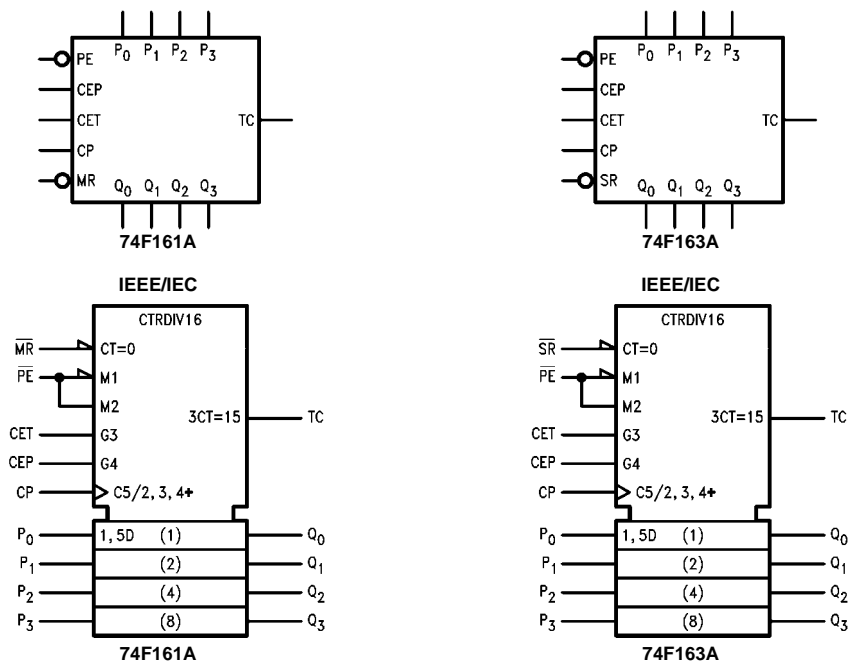 P0 P1 P2 P3
PE
CEP
CET
TC
CP
MR
Q0 Q1 Q2 Q3
74F161A
P0 P1 P2 P3
PE
CEP
CET
TC
CP
SR
Q0 Q1 Q2 Q3
74F163A
IEEE/IEC
CTRDIV16
M̅R̅ CT=0
P̅E̅ M1
M2
3CT=15 TC
CET G3
CEP G4
CP C5/2,3,4+
P0 1,5D (1) Q0
P1 (2) Q1
P2 (4) Q2
P3 (8) Q3
74F161A
IEEE/IEC
CTRDIV16
S̅R̅ CT=0
P̅E̅ M1
M2
3CT=15 TC
CET G3
CEP G4
CP C5/2,3,4+
P0 1,5D (1) Q0
P1 (2) Q1
P2 (4) Q2
P3 (8) Q3
74F163A